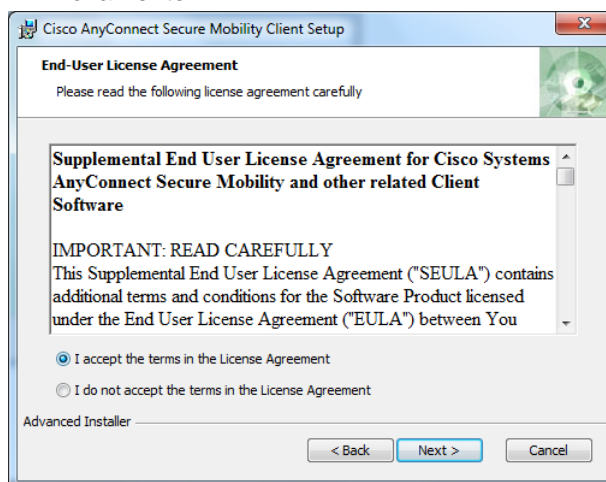 Cisco AnyConnect Secure Mobility Client Setup
End-User License Agreement
Please read the following license agreement carefully
Supplemental End User License Agreement for Cisco Systems
AnyConnect Secure Mobility and other related Client
Software
IMPORTANT: READ CAREFULLY
This Supplemental End User License Agreement ("SEULA") contains
additional terms and conditions for the Software Product licensed
under the End User License Agreement ("EULA") between You
I accept the terms in the License Agreement
I do not accept the terms in the License Agreement
Advanced Installer
< Back Next > Cancel